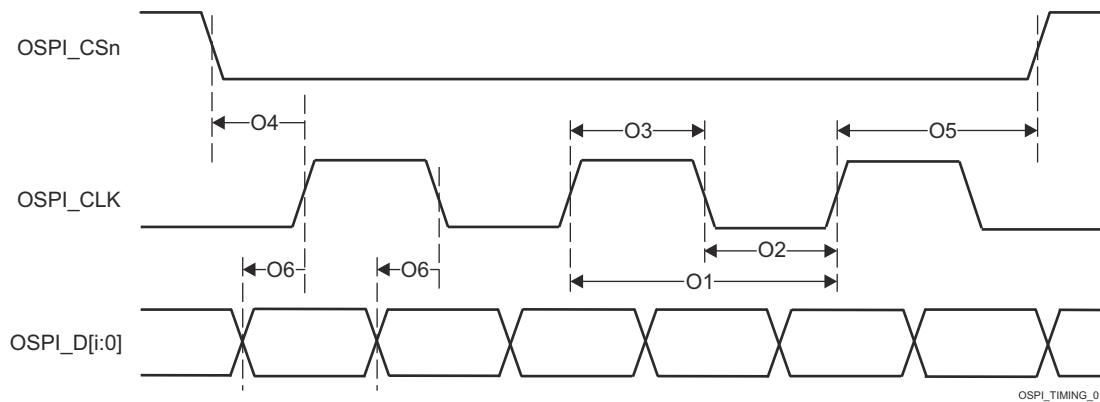 OSPI_CSn
O4
O3
O5
OSPI_CLK
O2
O6
O6
O1
OSPI_D[i:0]
OSPI_TIMING_0